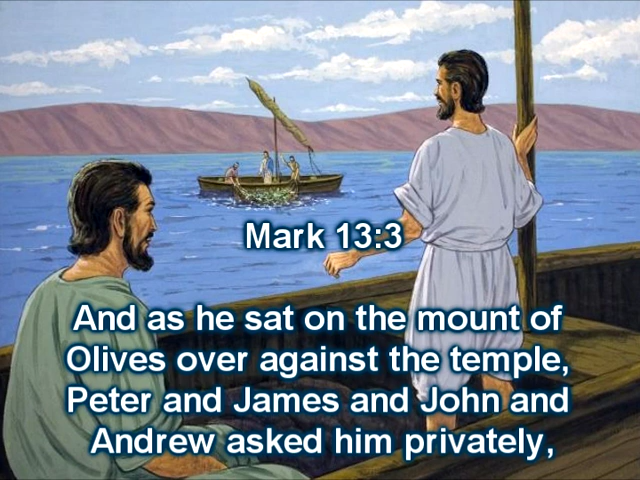 Mark 13:3
And as he sat on the mount of
Olives over against the temple,
Peter and James and John and
Andrew asked him privately,